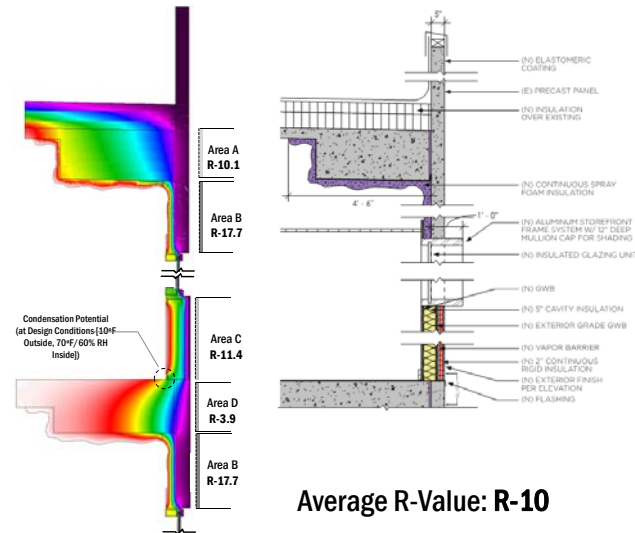 Area A
R-10.1
Area B
R-17.7
Condensation Potential
(at Design Conditions-[10°F
Outside, 70°F/60% RH
Inside])
Area C
R-11.4
Area D
R-3.9
Area B
R-17.7
5"
(N) ELASTOMERIC
COATING
(E) PRECAST PANEL
(N) INSULATION
OVER EXISTING
(N) CONTINUOUS SPRAY
FOAM INSULATION
4' - 6"
1' - 0"
(N) ALUMINUM STOREFRONT
FRAME SYSTEM W/ 12" DEEP
MULLION CAP FOR SHADING
(N) INSULATED GLAZING UNIT
(N) GWB
(N) 5" CAVITY INSULATION
(N) EXTERIOR GRADE GWB
(N) VAPOR BARRIER
(N) 2" CONTINUOUS
RIGID INSULATION
(N) EXTERIOR FINISH
PER ELEVATION
(N) FLASHING
Average R-Value: R-10